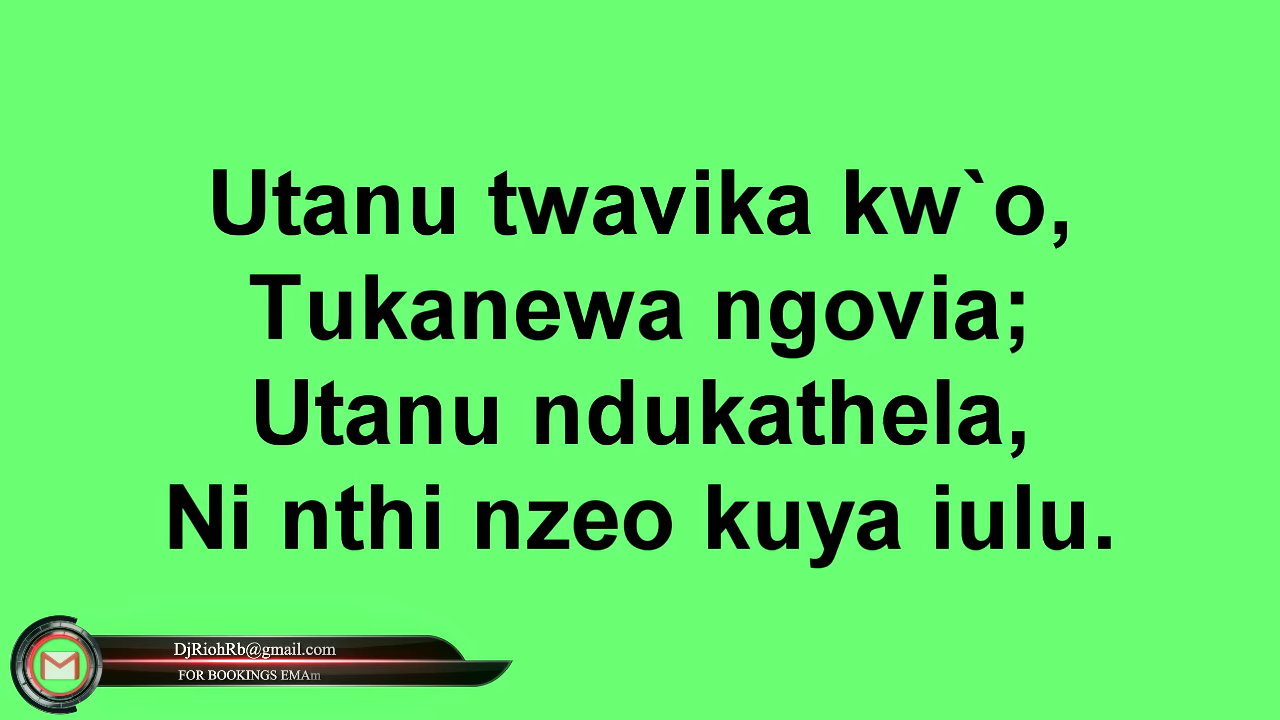 Utanu twavika kw`o,
Tukanewa ngovia;
Utanu ndukathela,
Ni nthi nzeo kuya iulu.
DjRiohRb@gmail.com
FOR BOOKINGS EMAm